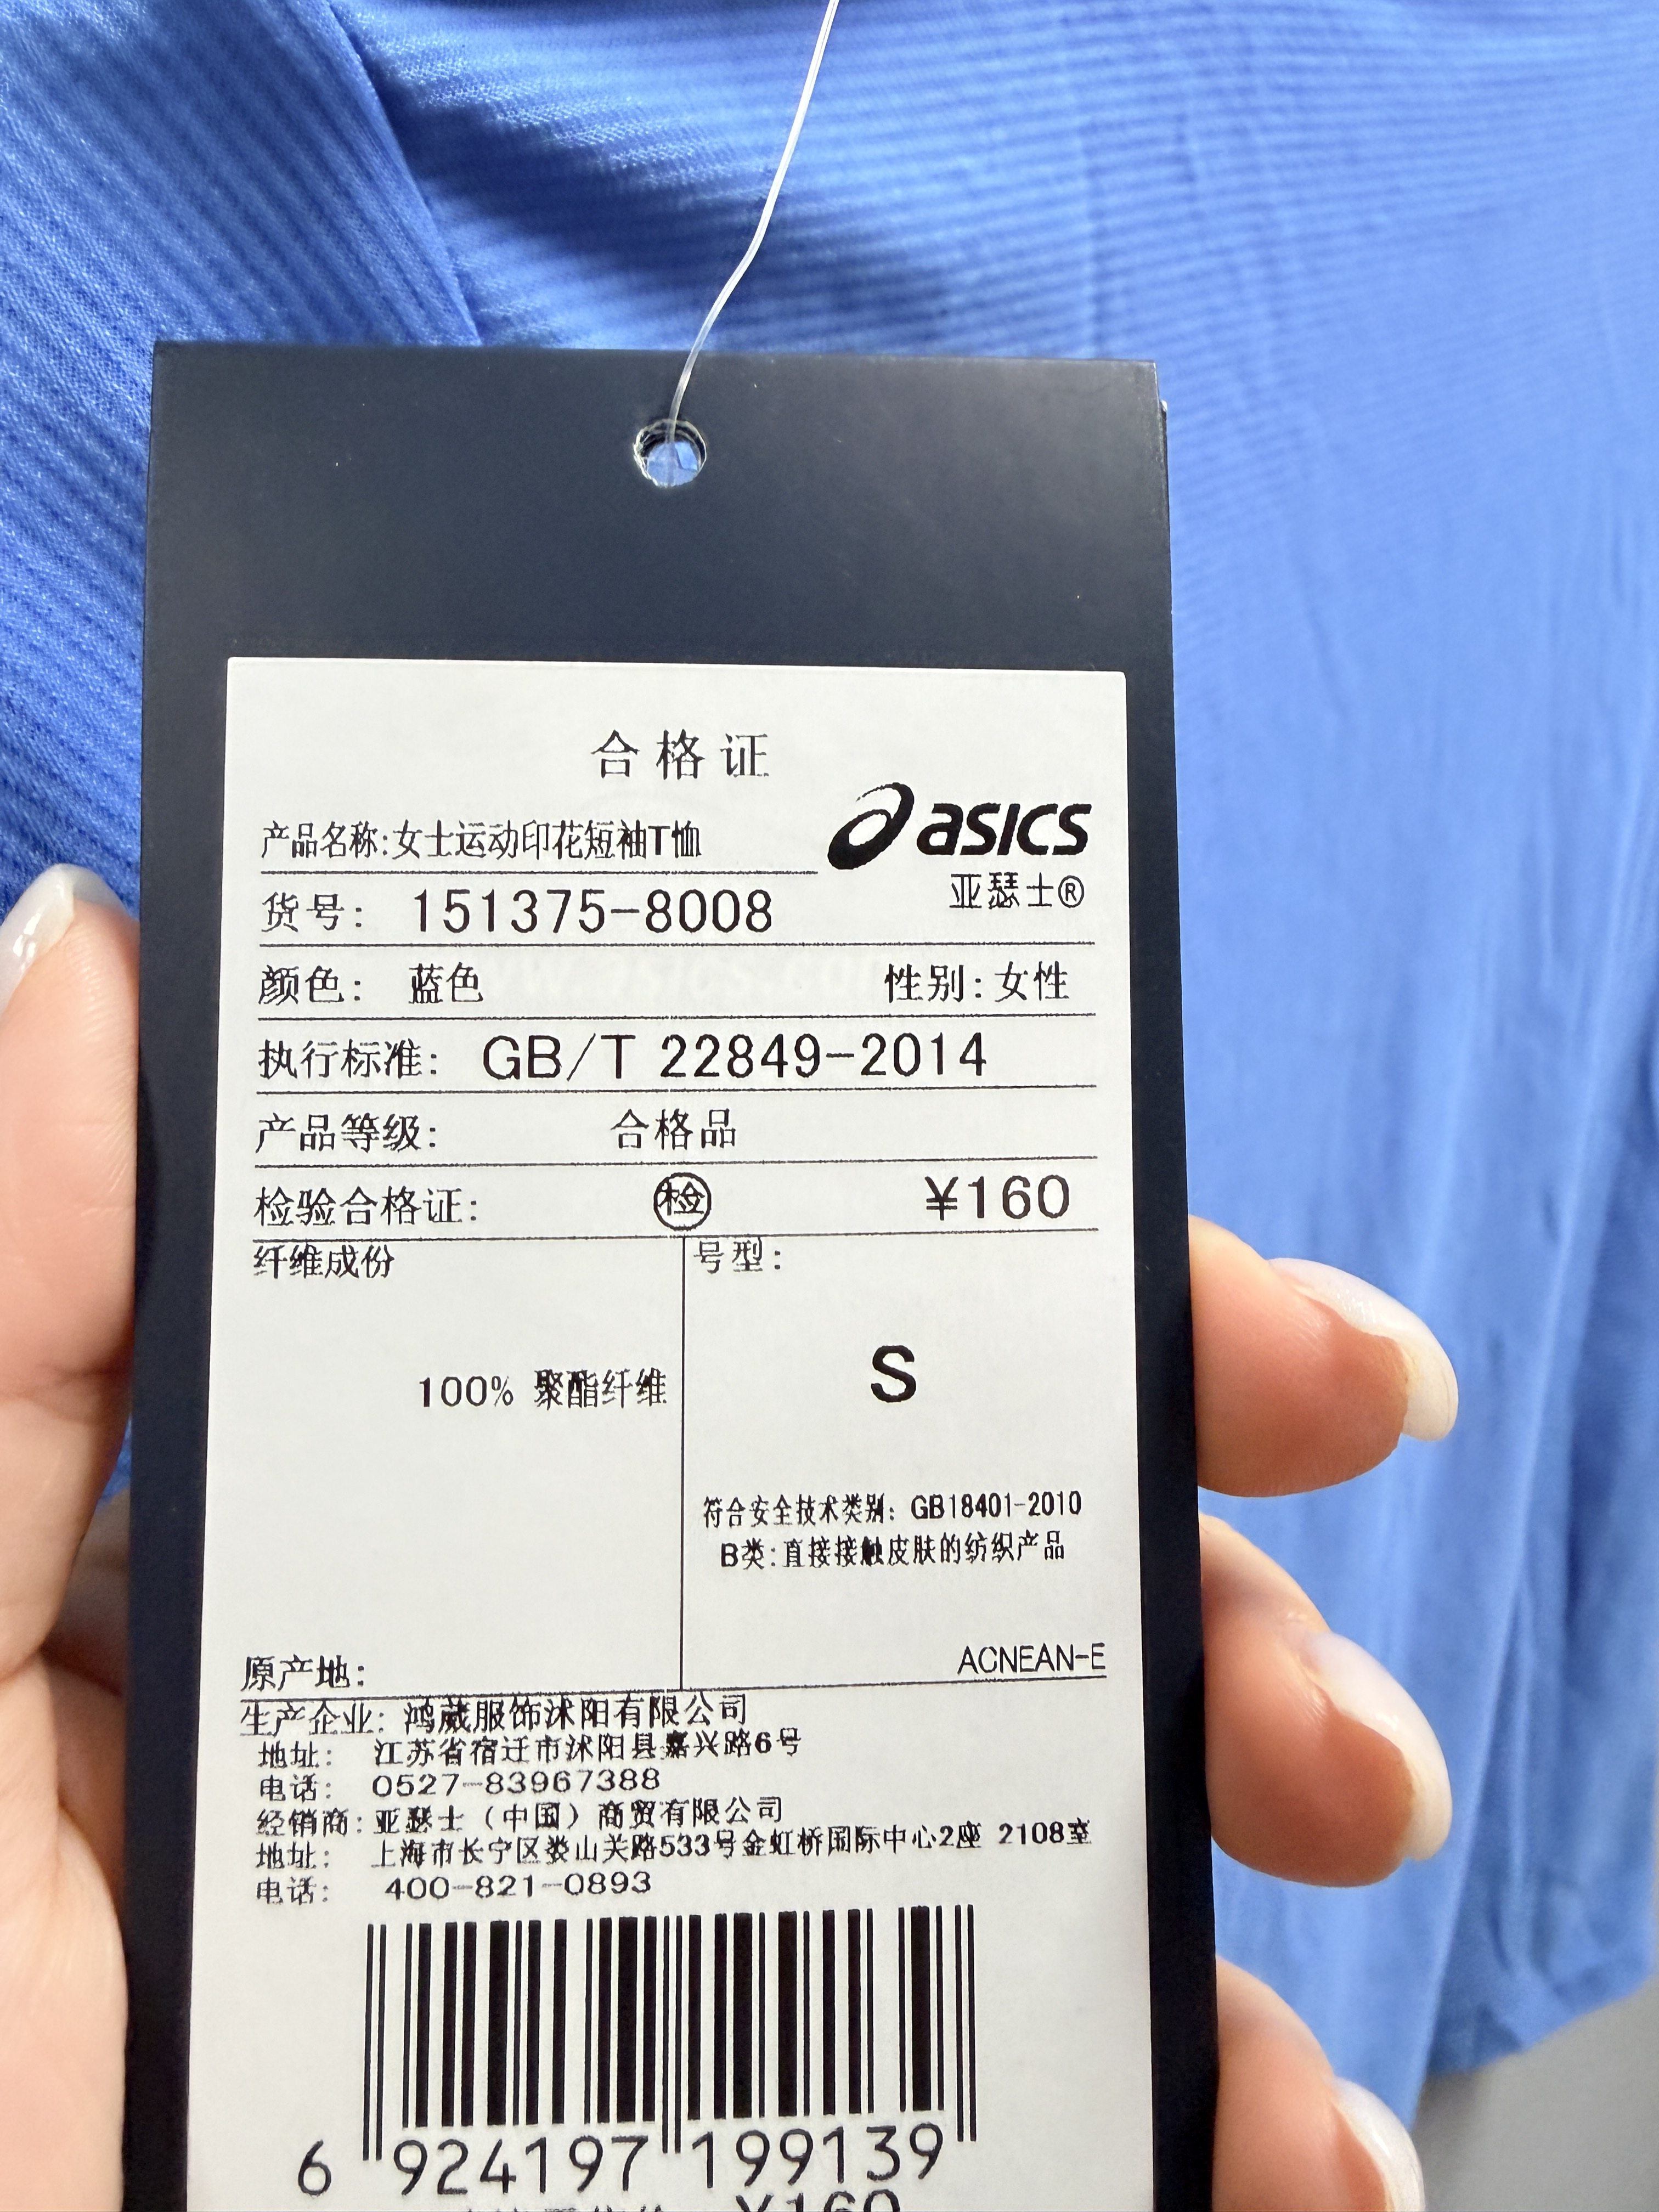 合格证
asics
产品名称:女士运动印花短袖T恤
亚瑟士®
货号: 151375-8008
颜色: 蓝色 性别:女性
执行标准: GB/T 22849-2014
产品等级: 合格品
检验合格证: 检 ¥160
纤维成份 号型:
100% 聚酯纤维 S
符合安全技术类别: GB18401-2010
B类:直接接触皮肤的纺织产品
ACNEAN-E
原产地:
生产企业: 鸿葳服饰沭阳有限公司
地址: 江苏省宿迁市沭阳县嘉兴路6号
电话: 0527-83967388
经销商:亚瑟士（中国）商贸有限公司
地址: 上海市长宁区娄山关路533号金虹桥国际中心2座 2108室
电话: 400-821-0893
6 924197 199139
¥160